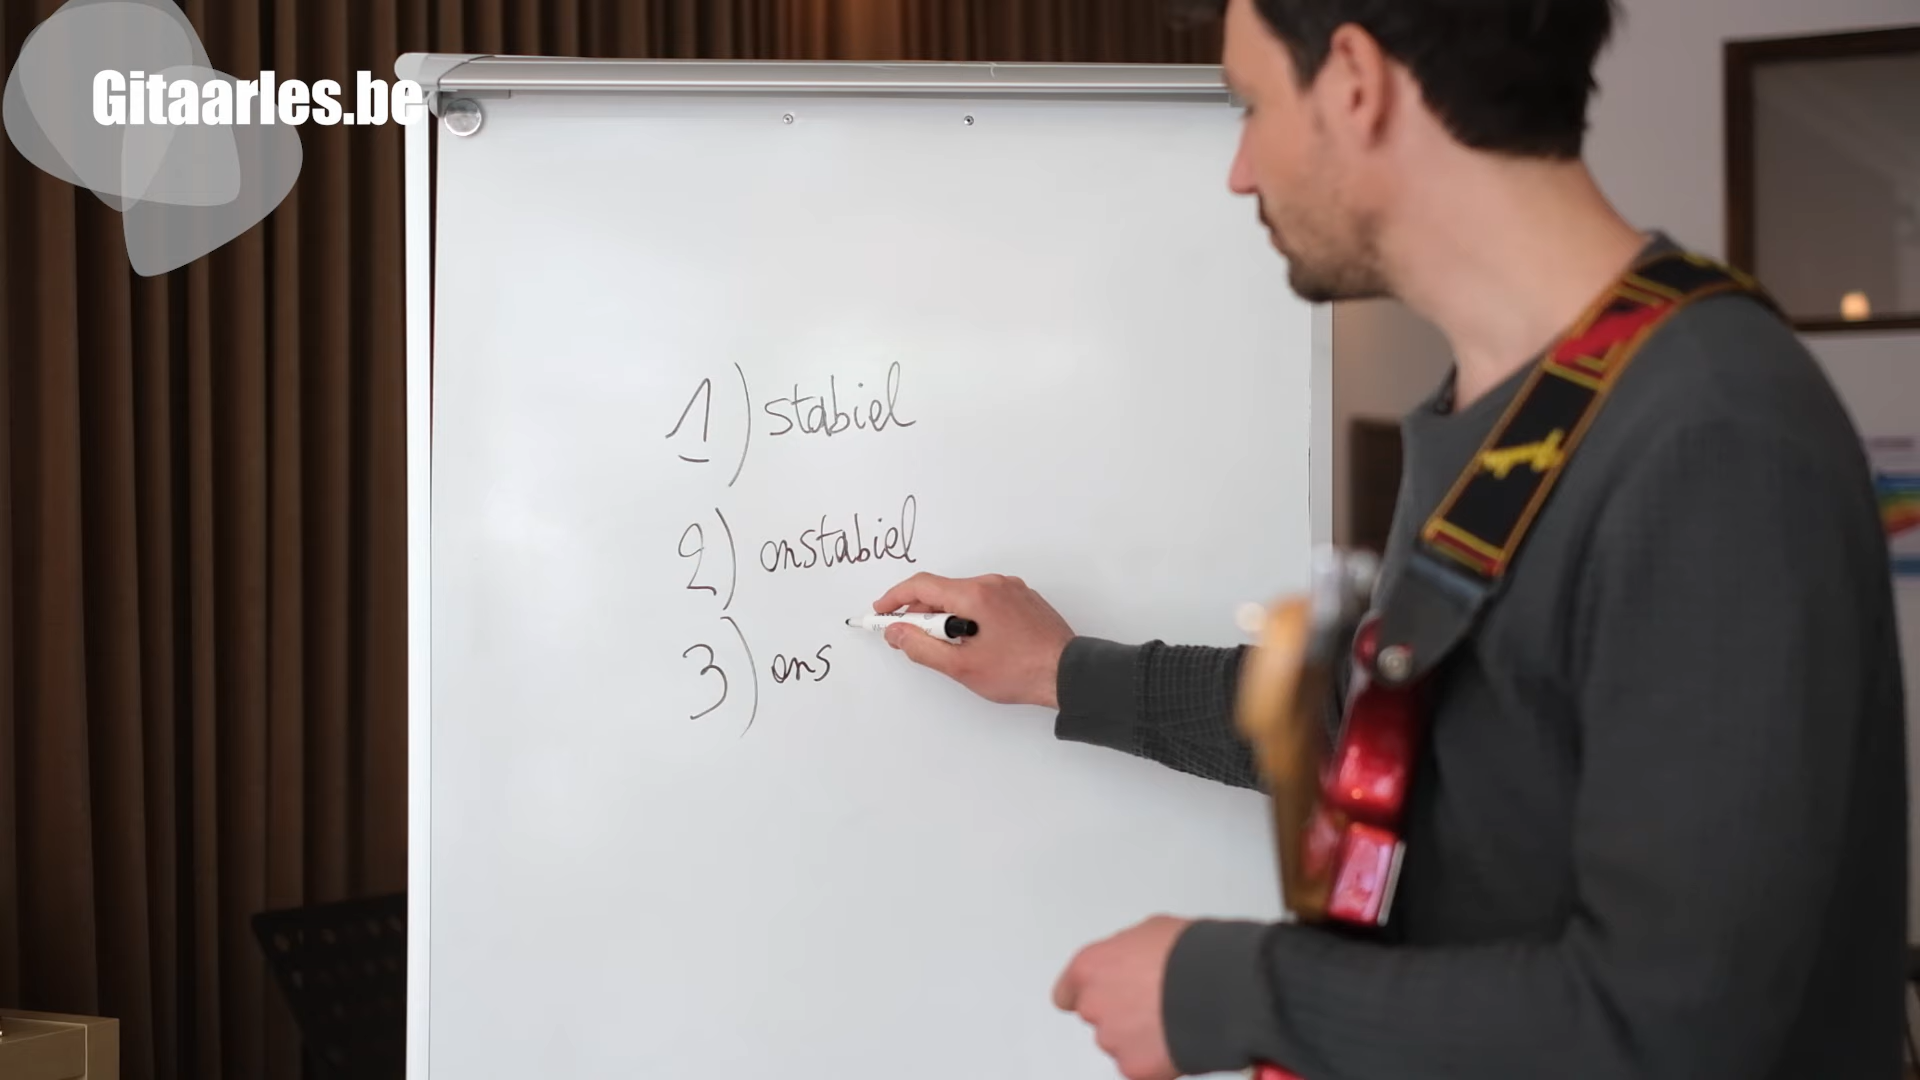 Gitaarles.be
1) stabiel
2) onstabiel
3) ons